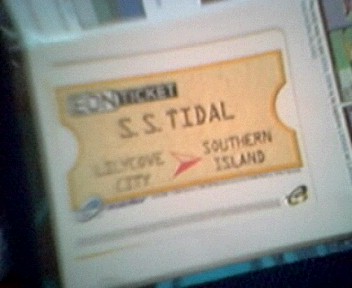 EON TICKET
S.S. TIDAL
LILYCOVE CITY
SOUTHERN ISLAND